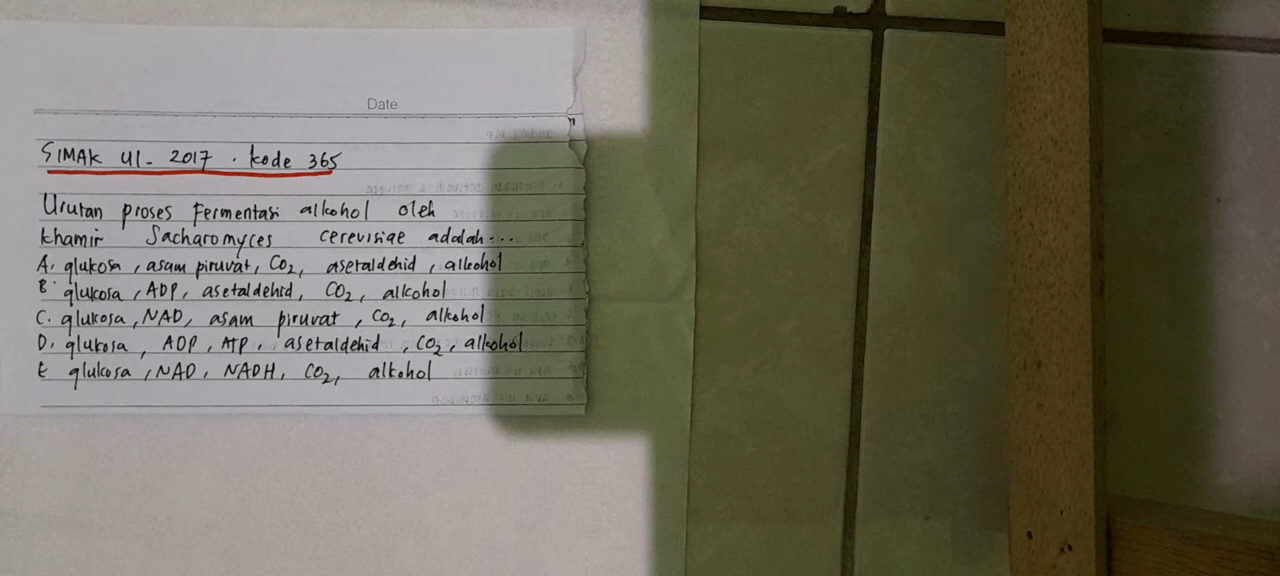 Date
SIMAK UI- 2017 . kode 365
Urutan proses fermentasi alkohol oleh
khamir Sacharomyces cerevisiae adalah...
A. glukosa, asam piruvat, CO2, asetaldehid, alkohol
B. glukosa, ADP, asetaldehid, CO2, alkohol
C. glukosa, NAD, asam piruvat, CO2, alkohol
D. glukosa, ADP, ATP, asetaldehid, CO2, alkohol
E glukosa, NAD, NADH, CO2, alkohol